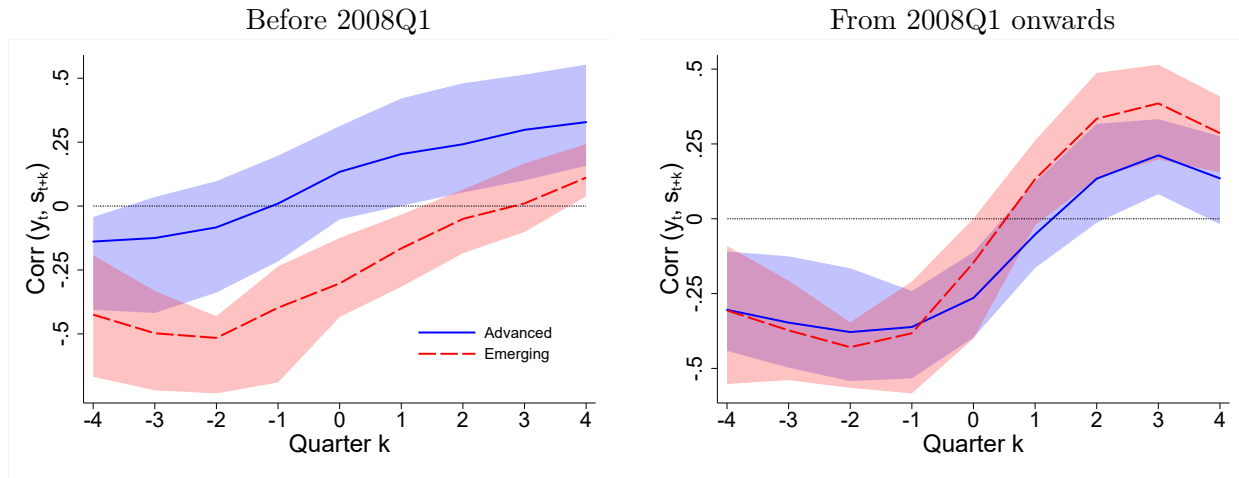 Before 2008Q1
Corr (yt, st+k)
.5
.25
0
-.25
-.5
Advanced
Emerging
-4 -3 -2 -1 0 1 2 3 4
Quarter k
From 2008Q1 onwards
Corr (yt, st+k)
.5
.25
0
-.25
-.5
-4 -3 -2 -1 0 1 2 3 4
Quarter k